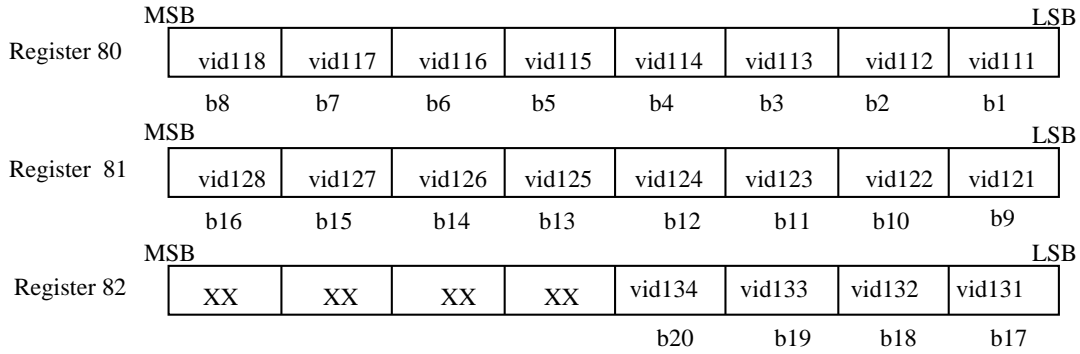 MSB LSB
Register 80 vid118 vid117 vid116 vid115 vid114 vid113 vid112 vid111
b8 b7 b6 b5 b4 b3 b2 b1
MSB LSB
Register 81 vid128 vid127 vid126 vid125 vid124 vid123 vid122 vid121
b16 b15 b14 b13 b12 b11 b10 b9
MSB LSB
Register 82 XX XX XX XX vid134 vid133 vid132 vid131
b20 b19 b18 b17